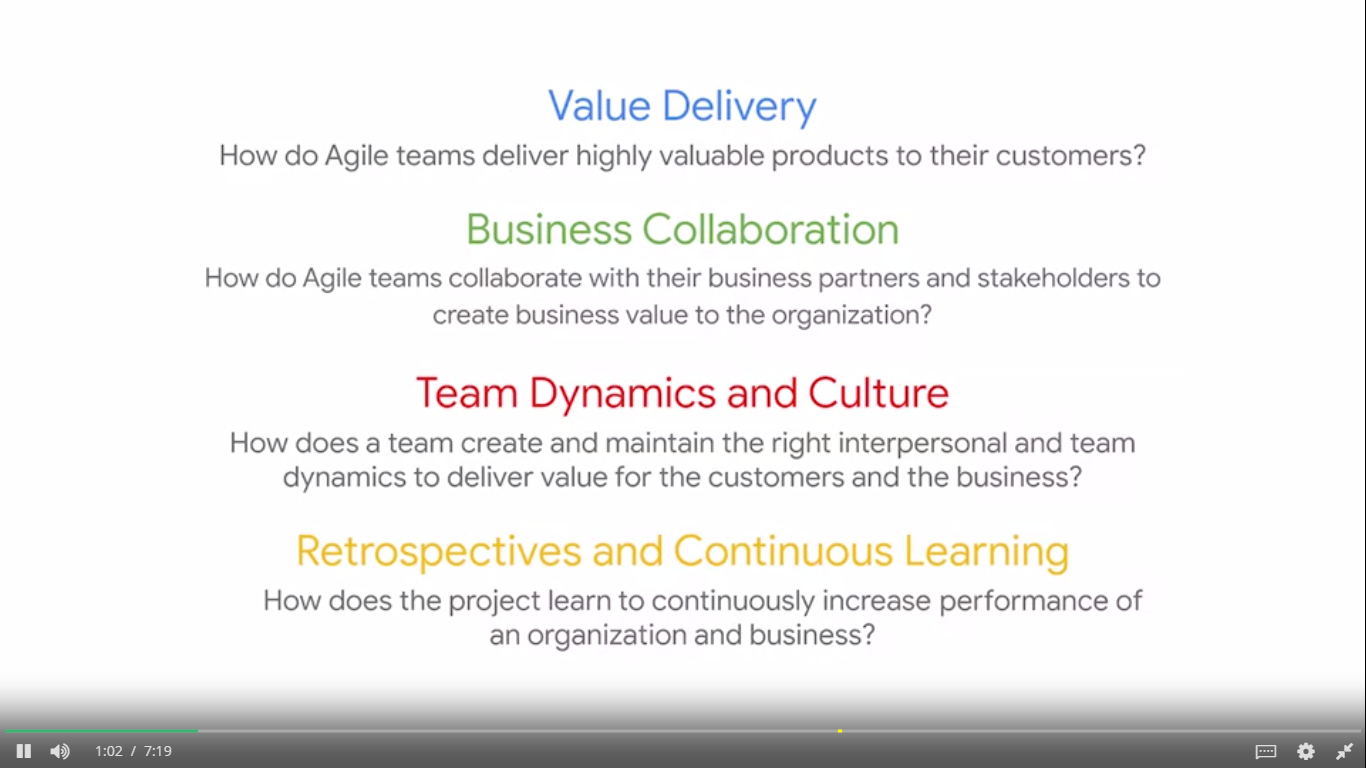 Value Delivery
How do Agile teams deliver highly valuable products to their customers?
Business Collaboration
How do Agile teams collaborate with their business partners and stakeholders to
create business value to the organization?
Team Dynamics and Culture
How does a team create and maintain the right interpersonal and team
dynamics to deliver value for the customers and the business?
Retrospectives and Continuous Learning
How does the project learn to continuously increase performance of
an organization and business?
1:02 / 7:19